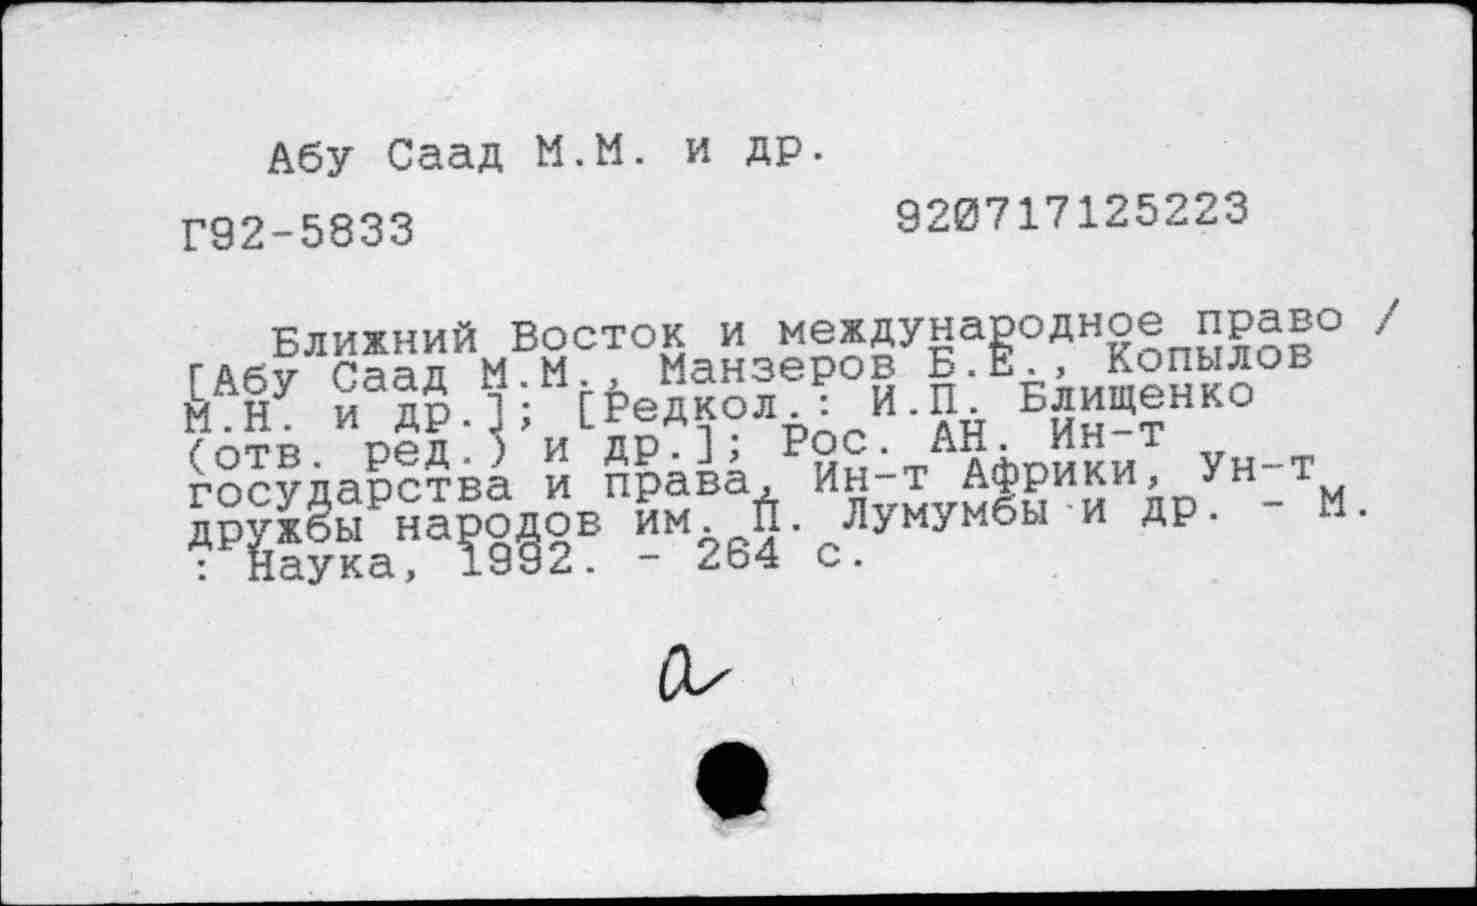 Абу Саад М.М. и др.
Г92-5833
920717125223
Ближний Восток и международное право /
[Абу Саад М.М., Манзеров Б.Е., Копылов
М.Н. и др.]; [Редкол.: И.П. Блищенко
(отв. ред.) и др.]; Рос. АН. Ин-т
государства и права, Ин-т Африки, Ун-т
дружбы народов им. П. Лумумбы и др. - М.
: Наука, 1992. - 264 с.